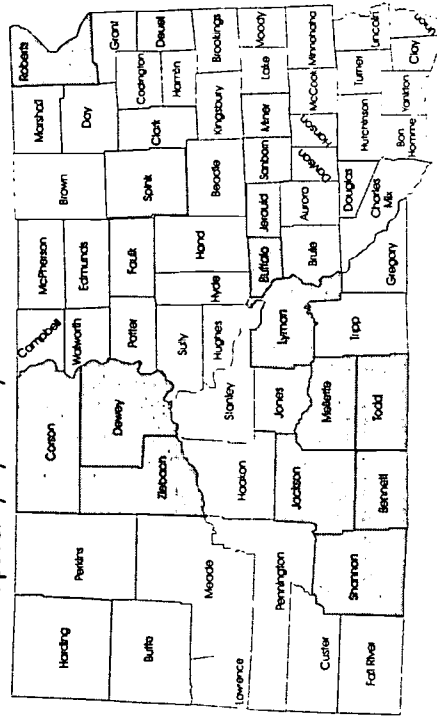 Harding
Perkins
Corson
Campbell
McPherson
Brown
Marshall
Roberts
Walworth
Edmunds
Day
Grant
Butte
Ziebach
Dewey
Potter
Faulk
Spink
Clark
Codington
Deuel
Hamlin
Meade
Sully
Hyde
Hand
Beadle
Kingsbury
Brookings
Lawrence
Haakon
Stanley
Hughes
Buffalo
Jerauld
Sanborn
Miner
Lake
Moody
Pennington
Jackson
Jones
Lyman
Brule
Aurora
Davison
Hanson
McCook
Minnehaha
Custer
Shannon
Mellette
Tripp
Gregory
Douglas
Hutchinson
Turner
Lincoln
Fall River
Bennett
Todd
Charles
Mix
Bon
Homme
Yankton
Clay